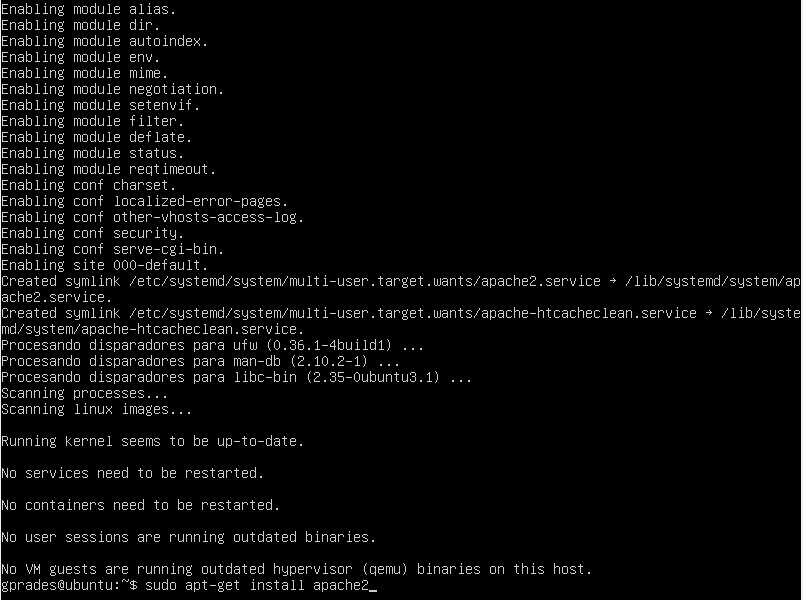 Enabling module alias.
Enabling module dir.
Enabling module autoindex.
Enabling module env.
Enabling module mime.
Enabling module negotiation.
Enabling module setenvif.
Enabling module filter.
Enabling module deflate.
Enabling module status.
Enabling module reqtimeout.
Enabling conf charset.
Enabling conf localized-error-pages.
Enabling conf other-vhosts-access-log.
Enabling conf security.
Enabling conf serve-cgi-bin.
Enabling site 000-default.
Created symlink /etc/systemd/system/multi-user.target.wants/apache2.service → /lib/systemd/system/ap
ache2.service.
Created symlink /etc/systemd/system/multi-user.target.wants/apache-htcacheclean.service → /lib/syste
md/system/apache-htcacheclean.service.
Procesando disparadores para ufw (0.36.1-4build1) ...
Procesando disparadores para man-db (2.10.2-1) ...
Procesando disparadores para libc-bin (2.35-0ubuntu3.1) ...
Scanning processes...
Scanning linux images...
Running kernel seems to be up-to-date.
No services need to be restarted.
No containers need to be restarted.
No user sessions are running outdated binaries.
No VM guests are running outdated hypervisor (qemu) binaries on this host.
gprades@ubuntu:~$ sudo apt-get install apache2_